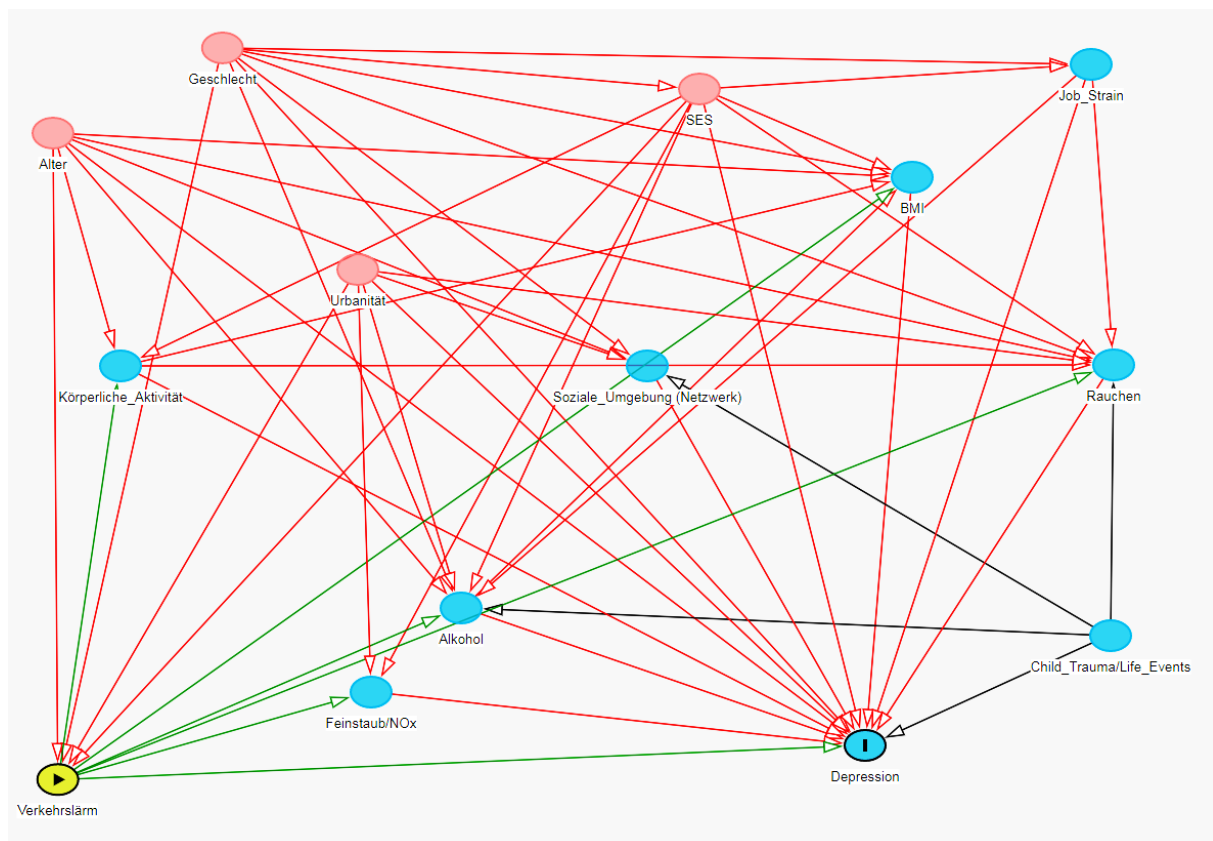 Geschlecht
Job_Strain
SES
Alter
BMI
Urbanität
Körperliche_Aktivität
Soziale_Umgebung (Netzwerk)
Rauchen
Alkohol
Child_Trauma/Life_Events
Feinstaub/NOx
Depression
Verkehrslärm